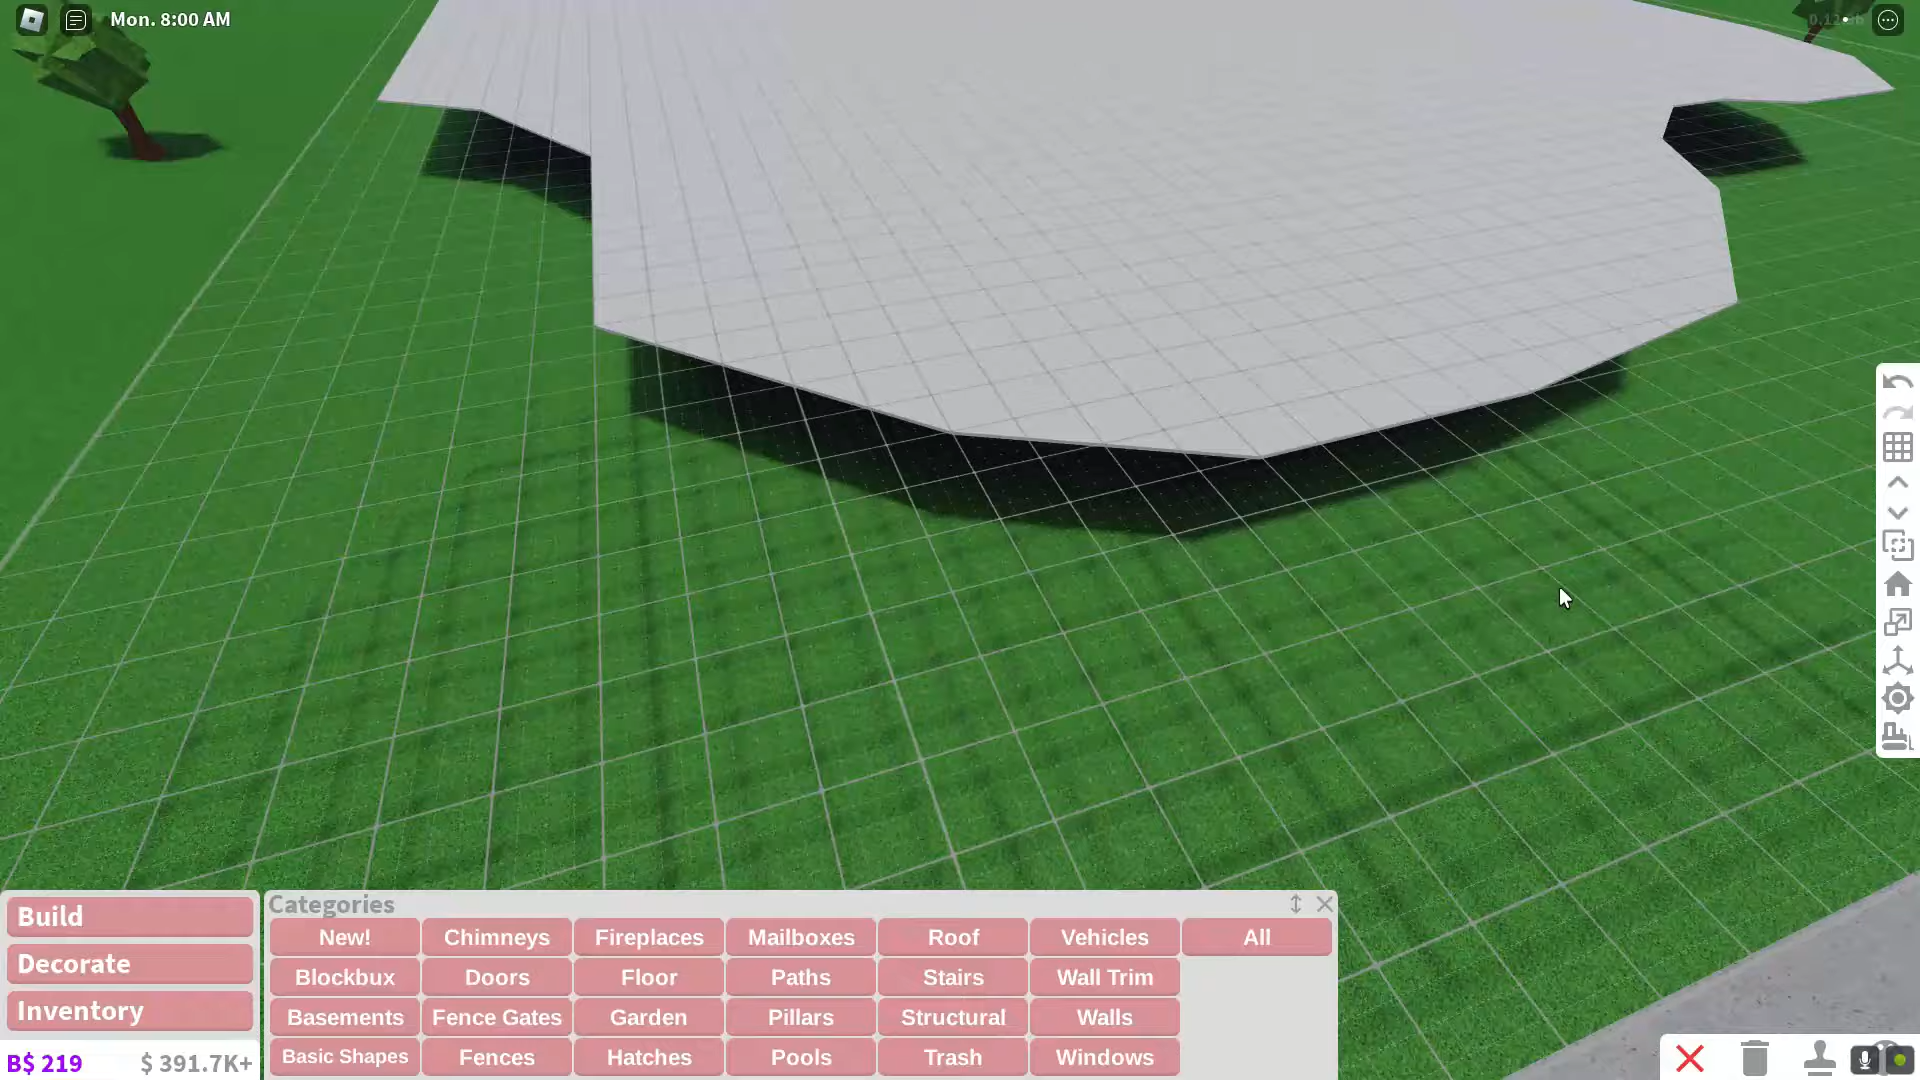 Mon. 8:00 AM
Build
Decorate
Inventory
B$ 219 $ 391.7K+
Categories
New! Chimneys Fireplaces Mailboxes Roof Vehicles All
Blockbux Doors Floor Paths Stairs Wall Trim
Basements Fence Gates Garden Pillars Structural Walls
Basic Shapes Fences Hatches Pools Trash Windows